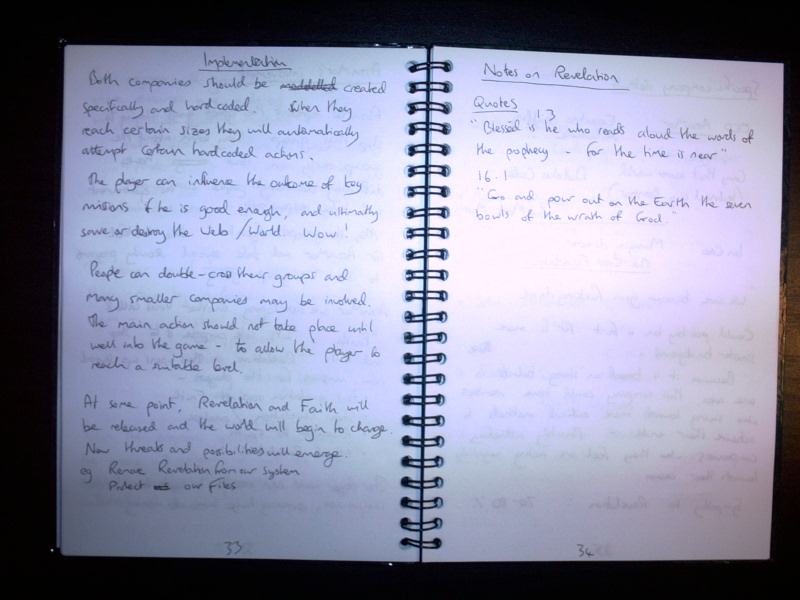 Implementation
Both companies should be created
specifically and hardcoded. When they
reach certain sizes they will automatically
attempt certain hardcoded actions.
The player can influence the outcome of key
missions if he is good enough, and ultimatly
save or destroy the Web / World. Wow!
People can double-cross their groups and
Many smaller companies may be involved.
The main action should not take place until
well into the game - to allow the player to
reach a suitable level.
At some point, Revelation and Faith will
be released and the world will begin to change.
New threats and possibilities will emerge.
eg Remove Revelation from our system
Protect our files
33
Notes on Revelation
Quotes
1.3
"Blessed is he who reads aloud the words of
the prophecy - for the time is near"
16.1
"Go and pour out on the Earth the seven
bowls of the wrath of God."
34